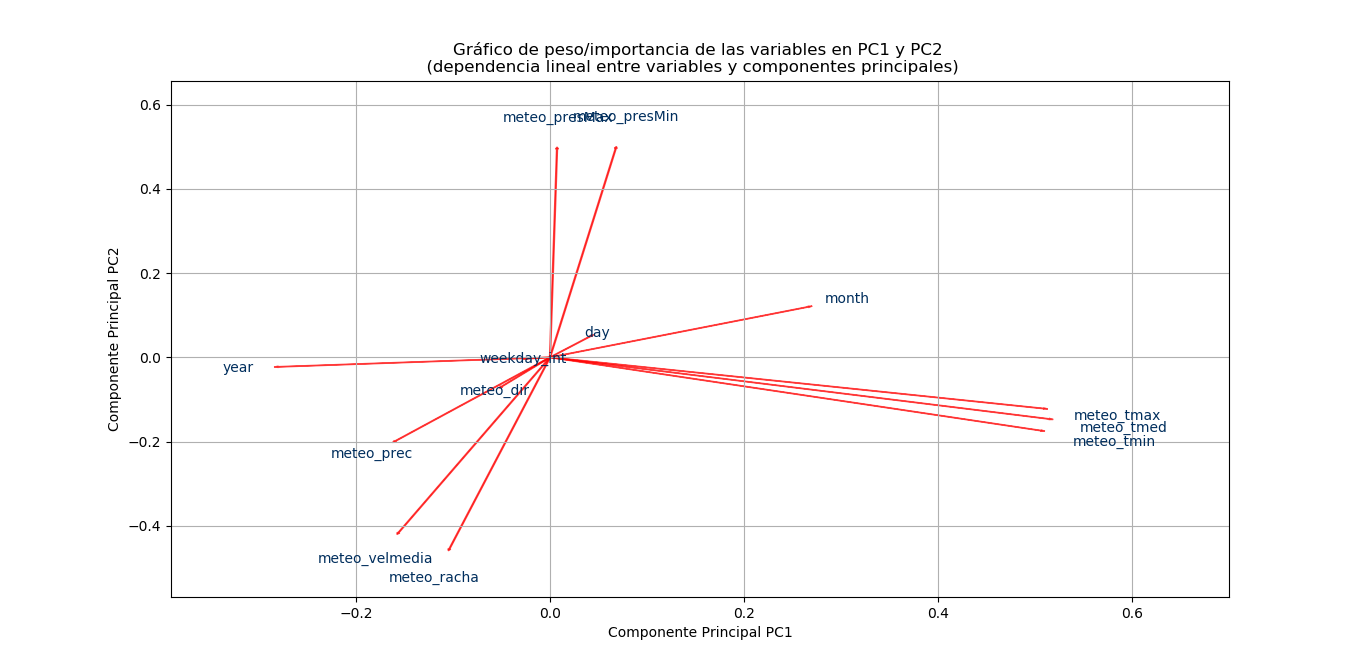 Gráfico de peso/importancia de las variables en PC1 y PC2
(dependencia lineal entre variables y componentes principales)
Componente Principal PC2
0.6
0.4
0.2
0.0
−0.2
−0.4
meteo_presMax
meteo_presMin
month
day
weekday_int
year
meteo_dir
meteo_tmax
meteo_tmed
meteo_tmin
meteo_prec
meteo_velmedia
meteo_racha
−0.2
0.0
0.2
0.4
0.6
Componente Principal PC1